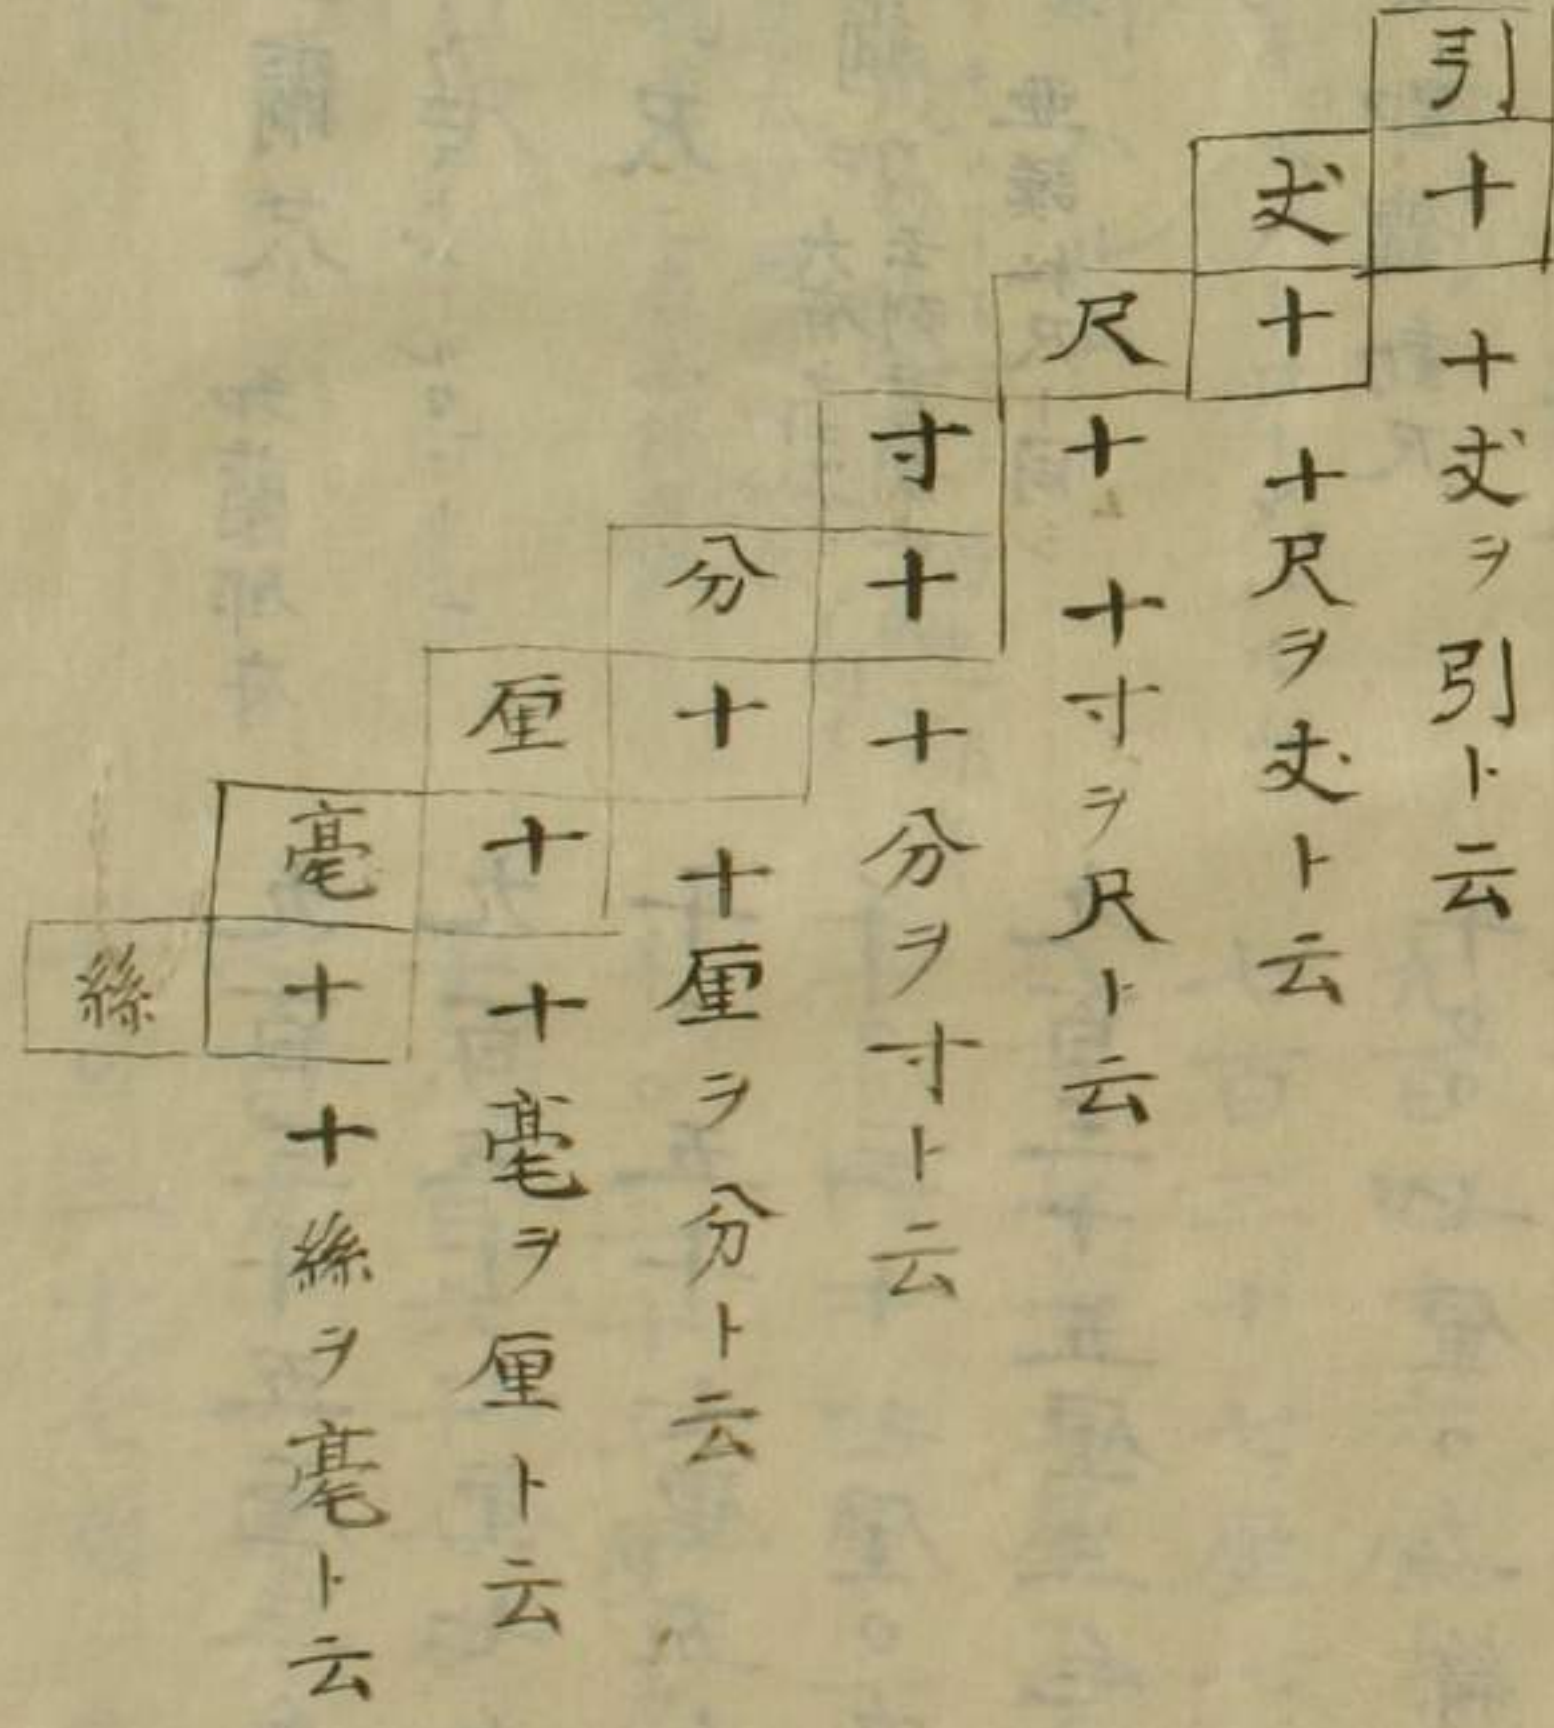 引十 十丈ヲ引ト云
丈十 十尺ヲ丈ト云
尺十 十寸ヲ尺ト云
寸十 十分ヲ寸ト云
分十 十厘ヲ分ト云
厘十 十毫ヲ厘ト云
毫十 十絲ヲ毫ト云
絲